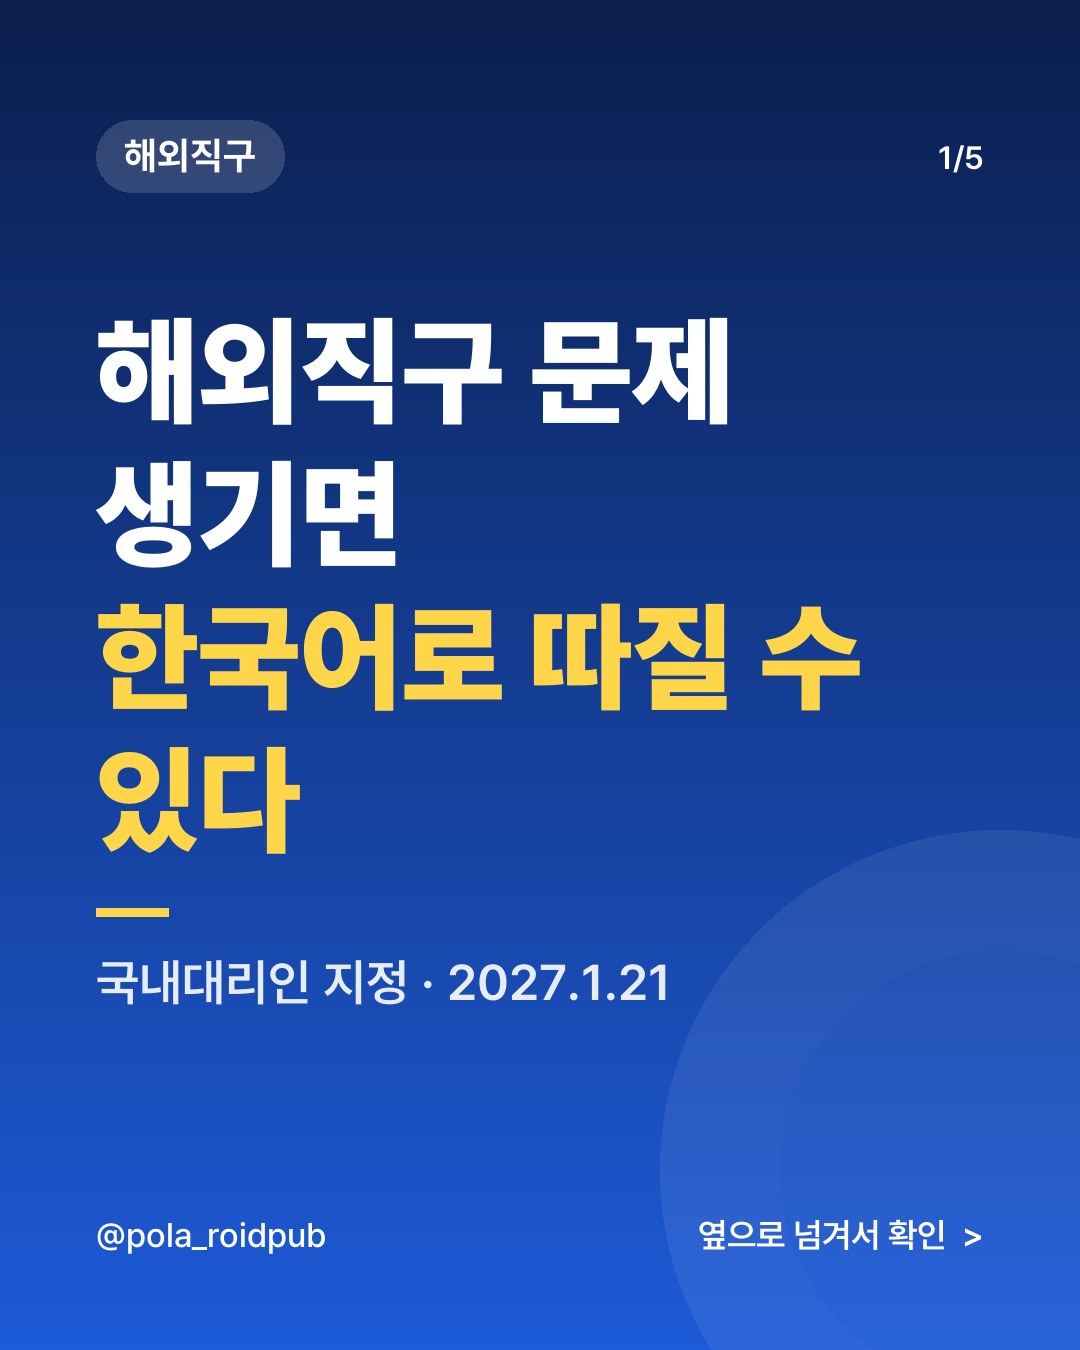 해외직구
1/5
해외직구 문제
생기면
한국어로 따질 수
있다
국내대리인 지정 · 2027.1.21
@pola_roidpub
옆으로 넘겨서 확인 >